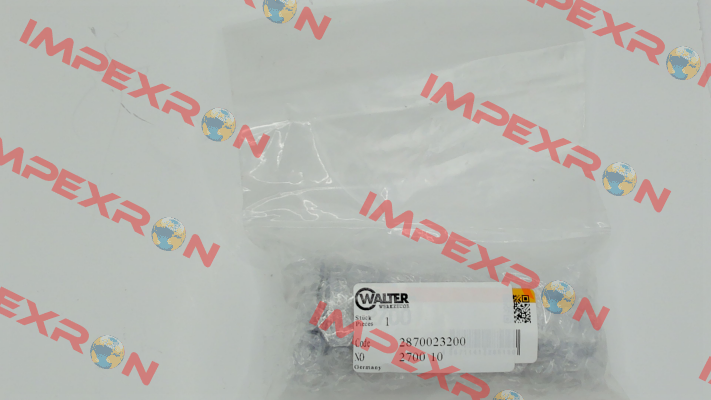 IMPEXRON
IMPEXRON
IMPEXRON
IMPEXRON
IMPEXRON
IMPEXRON
WALTER
Stück
Pieces 1
Code 2870023200
NO 2700 10
Germany